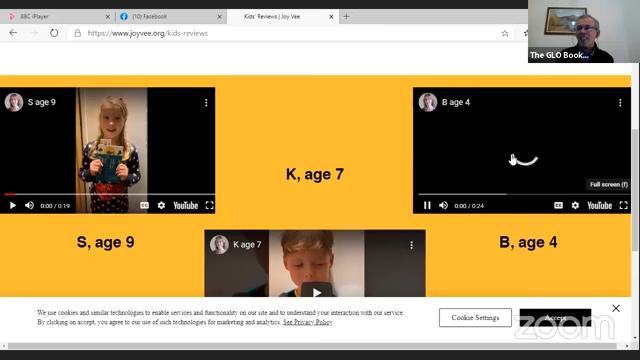 BBC iPlayer
(10) Facebook
Kids' Reviews | Joy Vee
https://www.joyvee.org/kids-reviews
The GLO Book...
S age 9
B age 4
K, age 7
Full screen (f)
0:00 / 0:19
YouTube
0:00 / 0:24
YouTube
S, age 9
K age 7
B, age 4
We use cookies and similar technologies to enable services and functionality on our site and to understand your interaction with our service.
By clicking on accept, you agree to our use of such technologies for marketing and analytics. See Privacy Policy
Cookie Settings
Accept
zoom